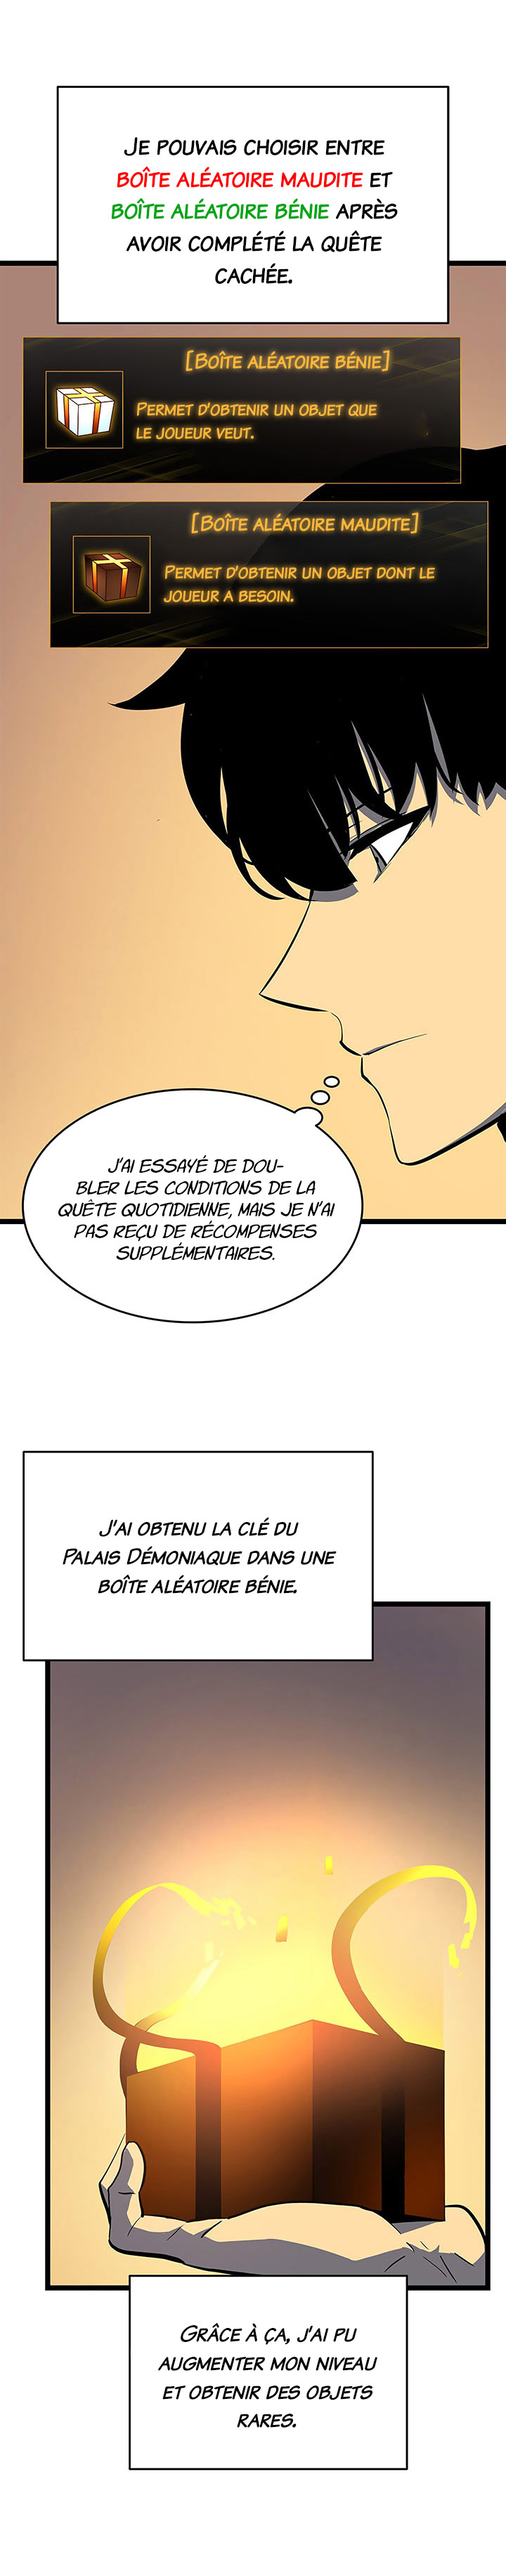 Je pouvais choisir entre
boîte aléatoire maudite et
boîte aléatoire bénie après
avoir complété la quête
cachée.
[Boîte aléatoire bénie]
Permet d'obtenir un objet que
le joueur veut.
[Boîte aléatoire maudite]
Permet d'obtenir un objet dont le
joueur a besoin.
J'ai essayé de dou-
bler les conditions de la
quête quotidienne, mais je n'ai
pas reçu de récompenses
supplémentaires.
J'ai obtenu la clé du
Palais Démoniaque dans une
boîte aléatoire bénie.
Grâce à ça, j'ai pu
augmenter mon niveau
et obtenir des objets
rares.